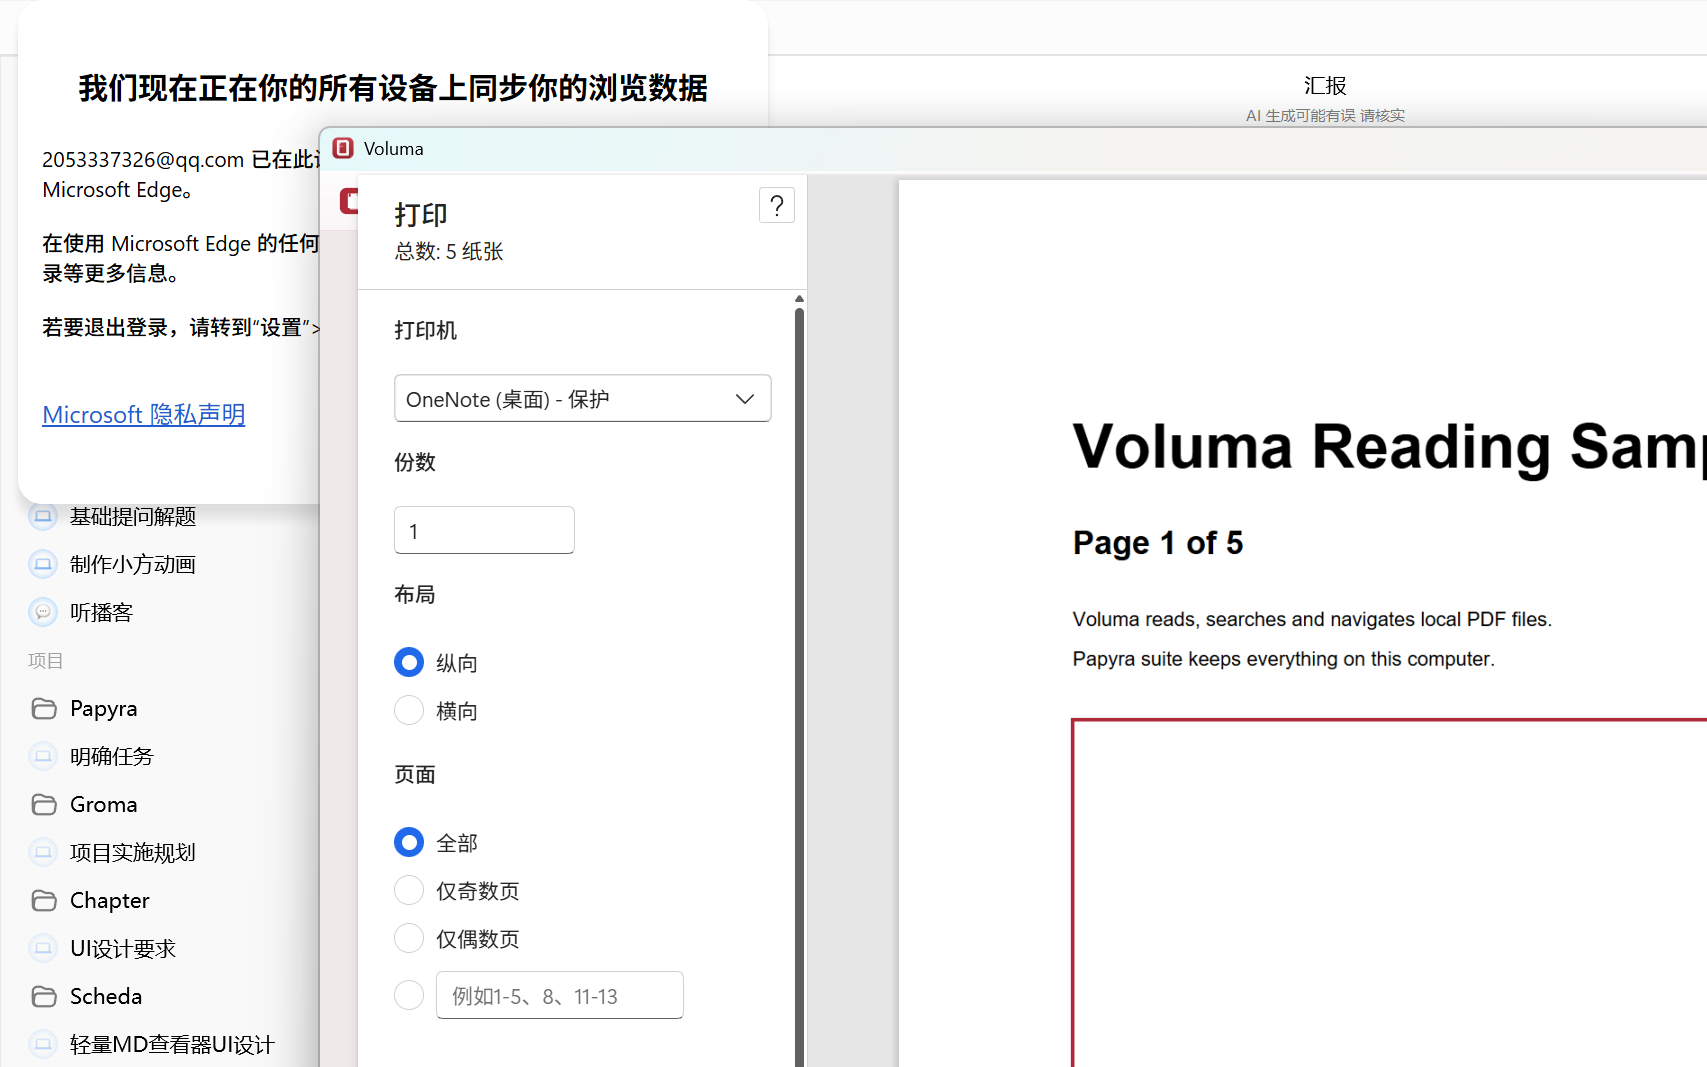 我们现在正在你的所有设备上同步你的浏览数据
2053337326@qq.com 已在此
Microsoft Edge。
在使用 Microsoft Edge 的任何
录等更多信息。
若要退出登录，请转到“设置”>
Microsoft 隐私声明
基础提问解题
制作小方动画
听播客
项目
Papyra
明确任务
Groma
项目实施规划
Chapter
UI设计要求
Scheda
轻量MD查看器UI设计
汇报
AI 生成可能有误 请核实
Voluma
打印
?
总数: 5 纸张
打印机
OneNote (桌面) - 保护
份数
1
布局
纵向
横向
页面
全部
仅奇数页
仅偶数页
例如1-5、8、11-13
Voluma Reading Sam
Page 1 of 5
Voluma reads, searches and navigates local PDF files.
Papyra suite keeps everything on this computer.